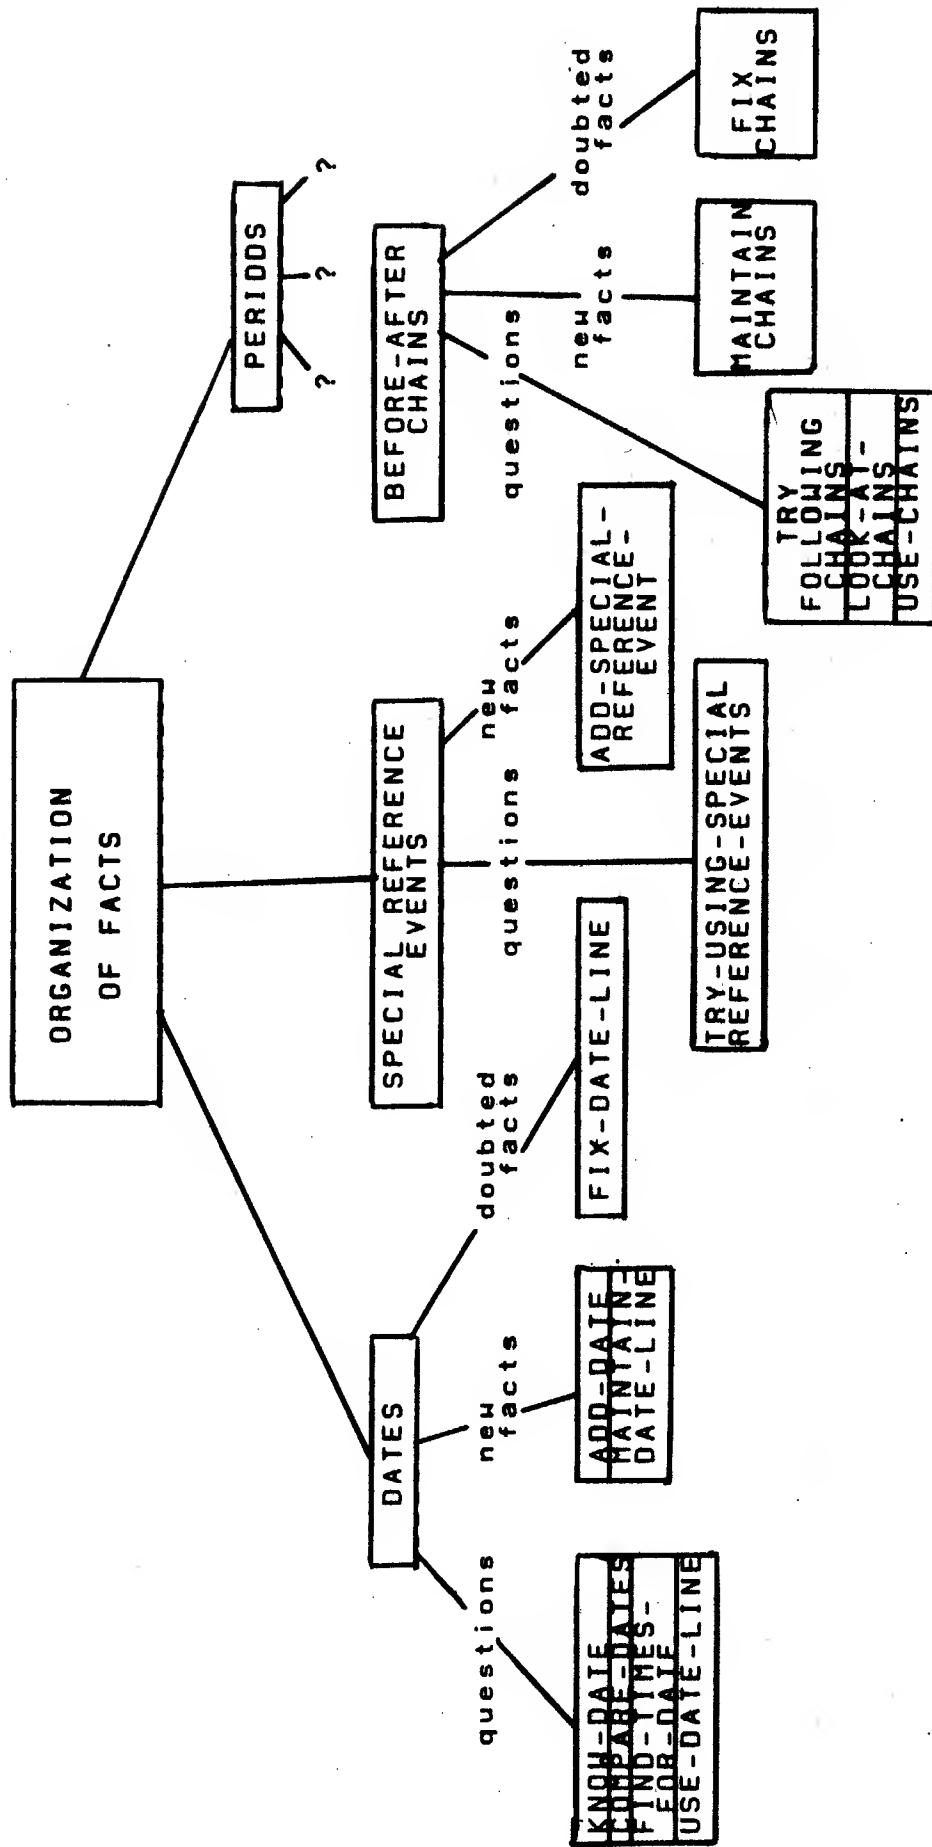 ORGANIZATION
OF FACTS
PERIODS
?
?
?
DATES
SPECIAL REFERENCE
EVENTS
BEFORE-AFTER
CHAINS
questions
new
facts
doubted
facts
questions
new
facts
questions
new
facts
doubted
facts
KNOW-DATE
COMPARE-DATES
FIND-TIMES-
FOR-DATE
USE-DATE-LINE
ADD-DATE
MAINTAIN-
DATE-LINE
FIX-DATE-LINE
TRY-USING-SPECIAL
REFERENCE-EVENTS
ADD-SPECIAL-
REFERENCE-
EVENT
TRY
FOLLOWING
CHAINS
LOOK-AT-
CHAINS
USE-CHAINS
MAINTAIN
CHAINS
FIX
CHAINS